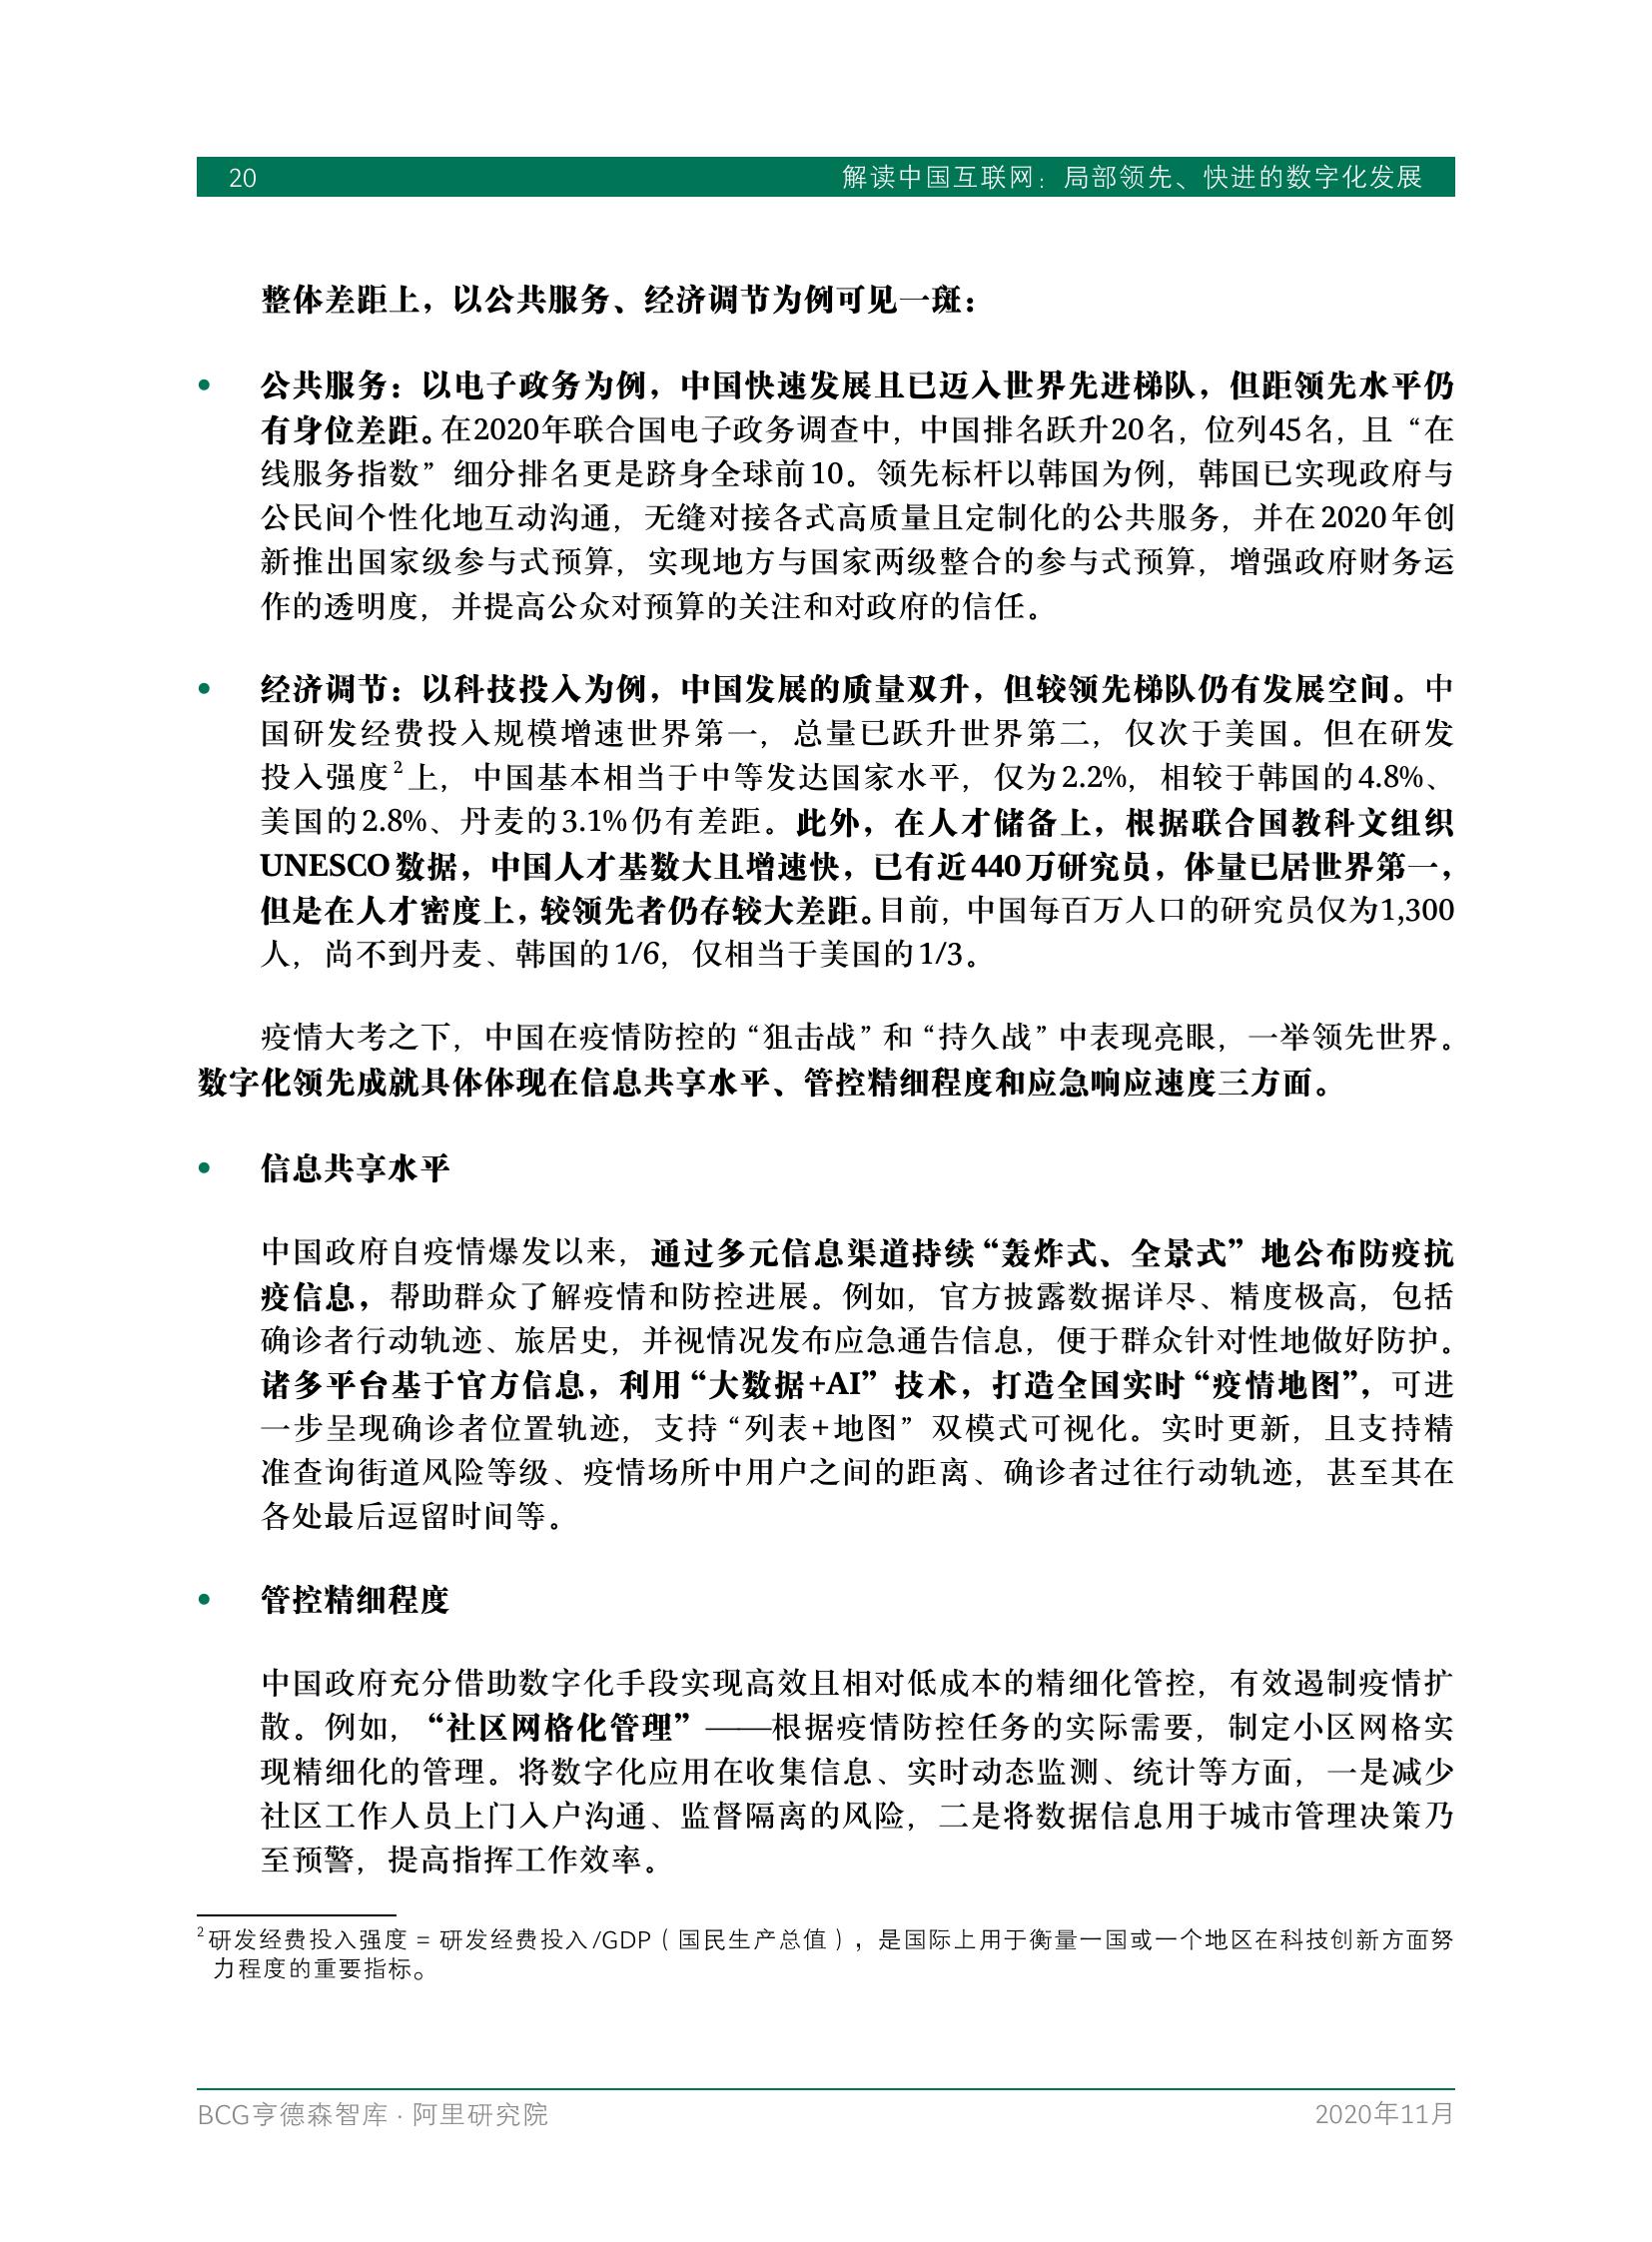 20
解读中国互联网：局部领先、快进的数字化发展
整体差距上，以公共服务、经济调节为例可见一斑：
• 公共服务：以电子政务为例，中国快速发展且已迈入世界先进梯队，但距领先水平仍
有身位差距。在2020年联合国电子政务调查中，中国排名跃升20名，位列45名，且“在
线服务指数”细分排名更是跻身全球前10。领先标杆以韩国为例，韩国已实现政府与
公民间个性化地互动沟通，无缝对接各式高质量且定制化的公共服务，并在2020年创
新推出国家级参与式预算，实现地方与国家两级整合的参与式预算，增强政府财务运
作的透明度，并提高公众对预算的关注和对政府的信任。
• 经济调节：以科技投入为例，中国发展的质量双升，但较领先梯队仍有发展空间。中
国研发经费投入规模增速世界第一，总量已跃升世界第二，仅次于美国。但在研发
投入强度²上，中国基本相当于中等发达国家水平，仅为2.2%，相较于韩国的4.8%、
美国的2.8%、丹麦的3.1%仍有差距。此外，在人才储备上，根据联合国教科文组织
UNESCO数据，中国人才基数大且增速快，已有近440万研究员，体量已居世界第一，
但是在人才密度上，较领先者仍存较大差距。目前，中国每百万人口的研究员仅为1,300
人，尚不到丹麦、韩国的1/6，仅相当于美国的1/3。
疫情大考之下，中国在疫情防控的“狙击战”和“持久战”中表现亮眼，一举领先世界。
数字化领先成就具体体现在信息共享水平、管控精细程度和应急响应速度三方面。
• 信息共享水平
中国政府自疫情爆发以来，通过多元信息渠道持续“轰炸式、全景式”地公布防疫抗
疫信息，帮助群众了解疫情和防控进展。例如，官方披露数据详尽、精度极高，包括
确诊者行动轨迹、旅居史，并视情况发布应急通告信息，便于群众针对性地做好防护。
诸多平台基于官方信息，利用“大数据+AI”技术，打造全国实时“疫情地图”，可进
一步呈现确诊者位置轨迹，支持“列表+地图”双模式可视化。实时更新，且支持精
准查询街道风险等级、疫情场所中用户之间的距离、确诊者过往行动轨迹，甚至其在
各处最后逗留时间等。
• 管控精细程度
中国政府充分借助数字化手段实现高效且相对低成本的精细化管控，有效遏制疫情扩
散。例如，“社区网格化管理”——根据疫情防控任务的实际需要，制定小区网格实
现精细化的管理。将数字化应用在收集信息、实时动态监测、统计等方面，一是减少
社区工作人员上门入户沟通、监督隔离的风险，二是将数据信息用于城市管理决策乃
至预警，提高指挥工作效率。
² 研发经费投入强度 = 研发经费投入/GDP（国民生产总值），是国际上用于衡量一国或一个地区在科技创新方面努
力程度的重要指标。
BCG亨德森智库 · 阿里研究院
2020年11月